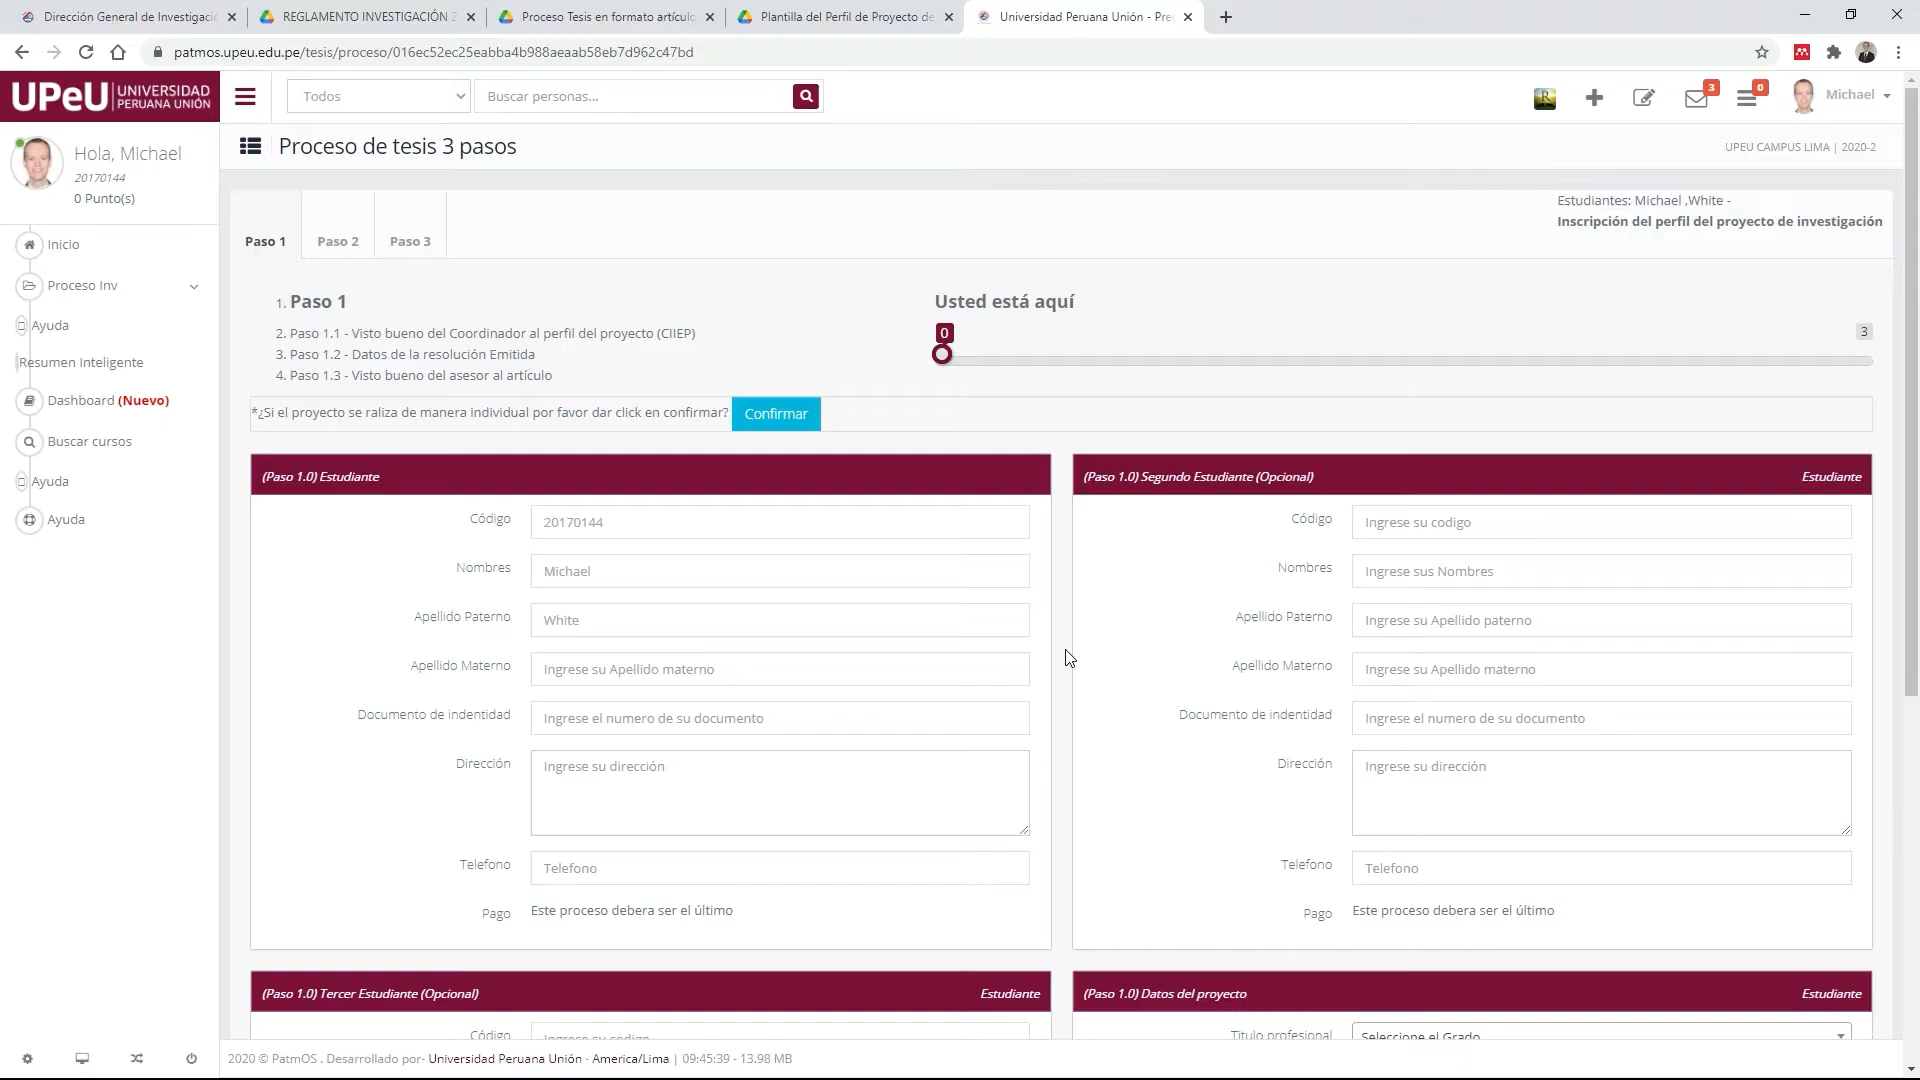 Dirección General de Investigació
REGLAMENTO INVESTIGACIÓN 2
Proceso Tesis en formato artículo
Plantilla del Perfil de Proyecto de
Universidad Peruana Unión - Pre
patmos.upeu.edu.pe/tesis/proceso/016ec52ec25eabba4b988aeaab58eb7d962c47bd
UPeU UNIVERSIDAD PERUANA UNIÓN
Todos
Buscar personas...
R
3
0
Michael
Hola, Michael
20170144
0 Punto(s)
Proceso de tesis 3 pasos
UPEU CAMPUS LIMA | 2020-2
Inicio
Proceso Inv
Ayuda
Resumen Inteligente
Dashboard (Nuevo)
Buscar cursos
Ayuda
Ayuda
Paso 1
Paso 2
Paso 3
Estudiantes: Michael ,White -
Inscripción del perfil del proyecto de investigación
1. Paso 1
2. Paso 1.1 - Visto bueno del Coordinador al perfil del proyecto (CIIEP)
3. Paso 1.2 - Datos de la resolución Emitida
4. Paso 1.3 - Visto bueno del asesor al artículo
Usted está aquí
0
3
*¿Si el proyecto se raliza de manera individual por favor dar click en confirmar?
Confirmar
(Paso 1.0) Estudiante
Código
20170144
Nombres
Michael
Apellido Paterno
White
Apellido Materno
Ingrese su Apellido materno
Documento de indentidad
Ingrese el numero de su documento
Dirección
Ingrese su dirección
Telefono
Telefono
Pago
Este proceso debera ser el último
(Paso 1.0) Segundo Estudiante (Opcional)
Estudiante
Código
Ingrese su codigo
Nombres
Ingrese sus Nombres
Apellido Paterno
Ingrese su Apellido paterno
Apellido Materno
Ingrese su Apellido materno
Documento de indentidad
Ingrese el numero de su documento
Dirección
Ingrese su dirección
Telefono
Telefono
Pago
Este proceso debera ser el último
(Paso 1.0) Tercer Estudiante (Opcional)
Estudiante
Código
Ingrese su codigo
(Paso 1.0) Datos del proyecto
Estudiante
Titulo profesional
Seleccione el Grado
2020 © PatmOS . Desarrollado por- Universidad Peruana Unión - America/Lima | 09:45:39 - 13.98 MB